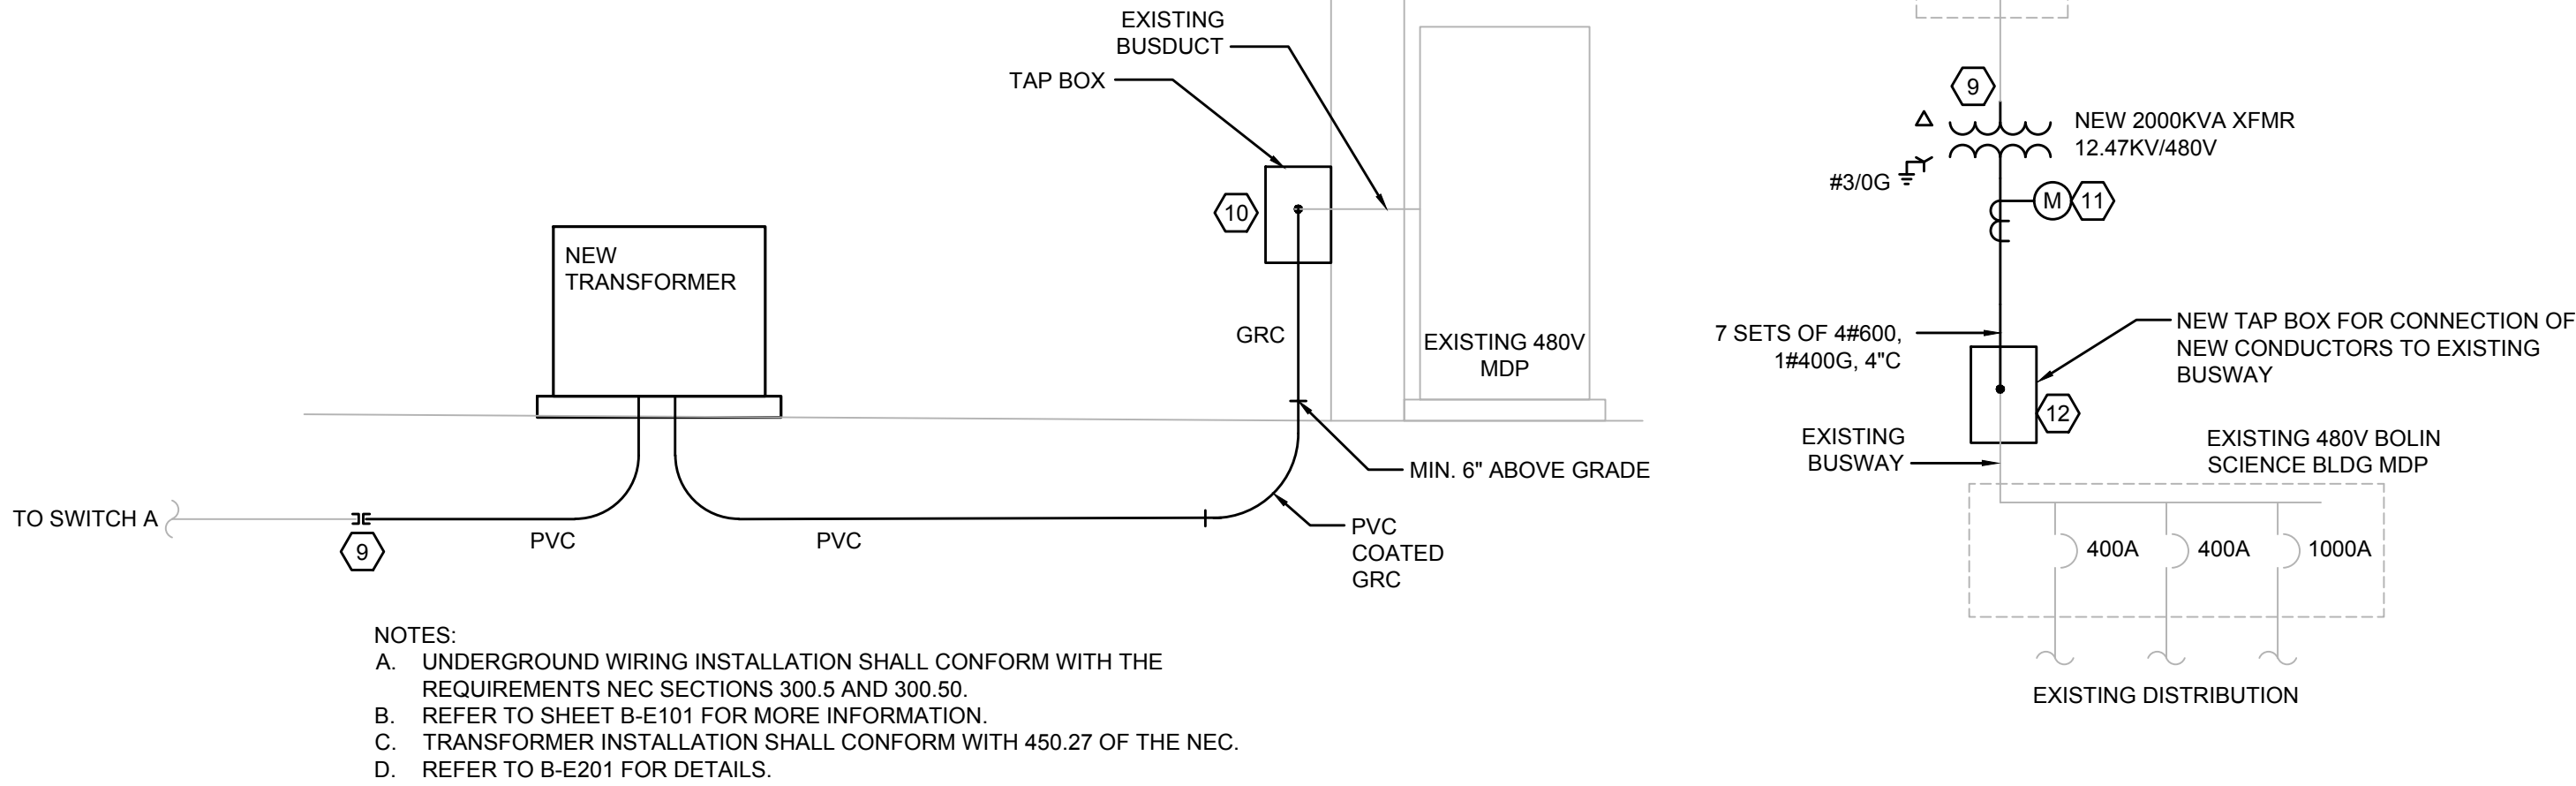 EXISTING
BUSDUCT
TAP BOX
10
NEW
TRANSFORMER
GRC
EXISTING 480V
MDP
MIN. 6" ABOVE GRADE
TO SWITCH A
9
PVC
PVC
PVC
COATED
GRC
NOTES:
A. UNDERGROUND WIRING INSTALLATION SHALL CONFORM WITH THE
REQUIREMENTS NEC SECTIONS 300.5 AND 300.50.
B. REFER TO SHEET B-E101 FOR MORE INFORMATION.
C. TRANSFORMER INSTALLATION SHALL CONFORM WITH 450.27 OF THE NEC.
D. REFER TO B-E201 FOR DETAILS.
9
NEW 2000KVA XFMR
12.47KV/480V
#3/0G
M
11
7 SETS OF 4#600,
1#400G, 4"C
NEW TAP BOX FOR CONNECTION OF
NEW CONDUCTORS TO EXISTING
BUSWAY
12
EXISTING
BUSWAY
EXISTING 480V BOLIN
SCIENCE BLDG MDP
400A
400A
1000A
EXISTING DISTRIBUTION